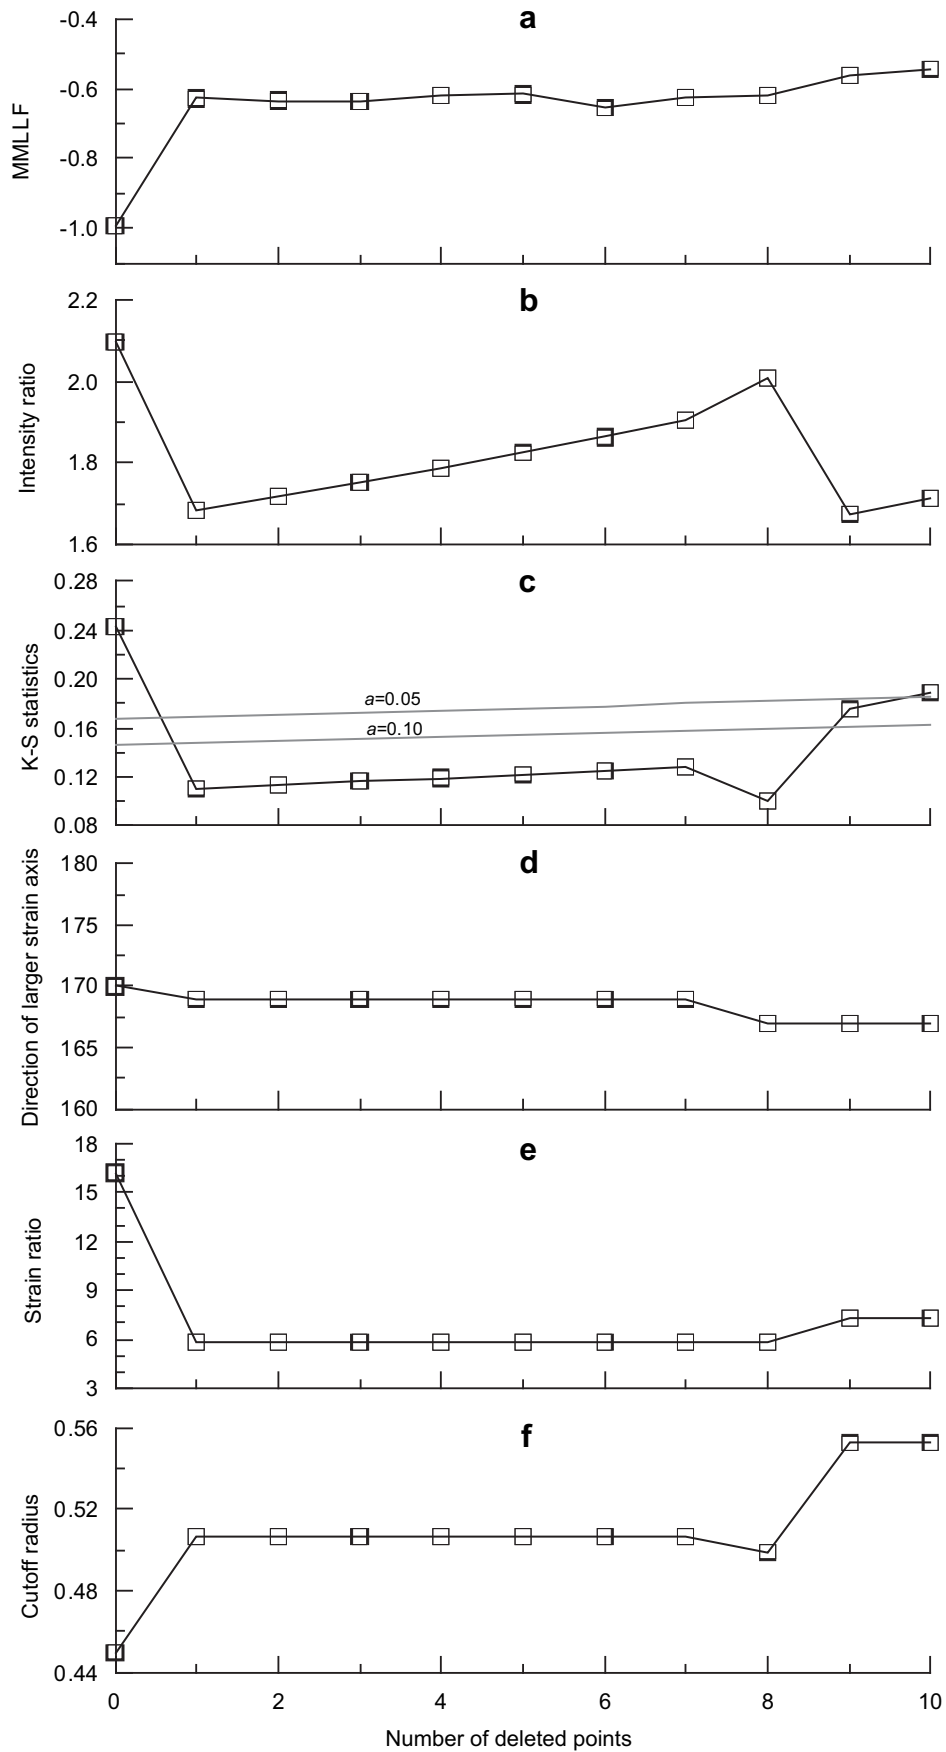 a
-0.4
-0.6
-0.8
-1.0
MMLLF
b
2.2
2.0
1.8
1.6
Intensity ratio
c
0.28
0.24
0.20
0.16
0.12
0.08
K-S statistics
a=0.05
a=0.10
d
180
175
170
165
160
Direction of larger strain axis
e
18
15
12
9
6
3
Strain ratio
f
0.56
0.52
0.48
0.44
Cutoff radius
0 2 4 6 8 10
Number of deleted points